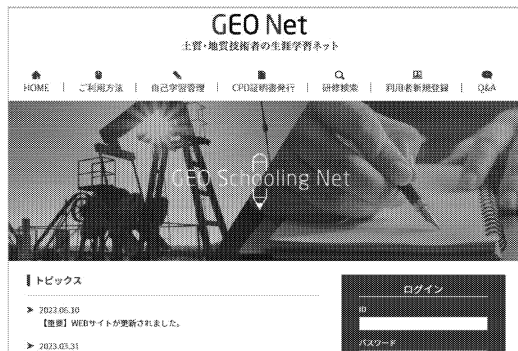 GEO Net
土質・地質技術者の生涯学習ネット
HOME ご利用方法 自己学習管理 CPD証明書発行 研修検索 利用者新規登録 Q&A
GEO Schooling Net
トピックス
2023.06.10
【重要】WEBサイトが更新されました。
2023.03.31
ログイン
ID
パスワード